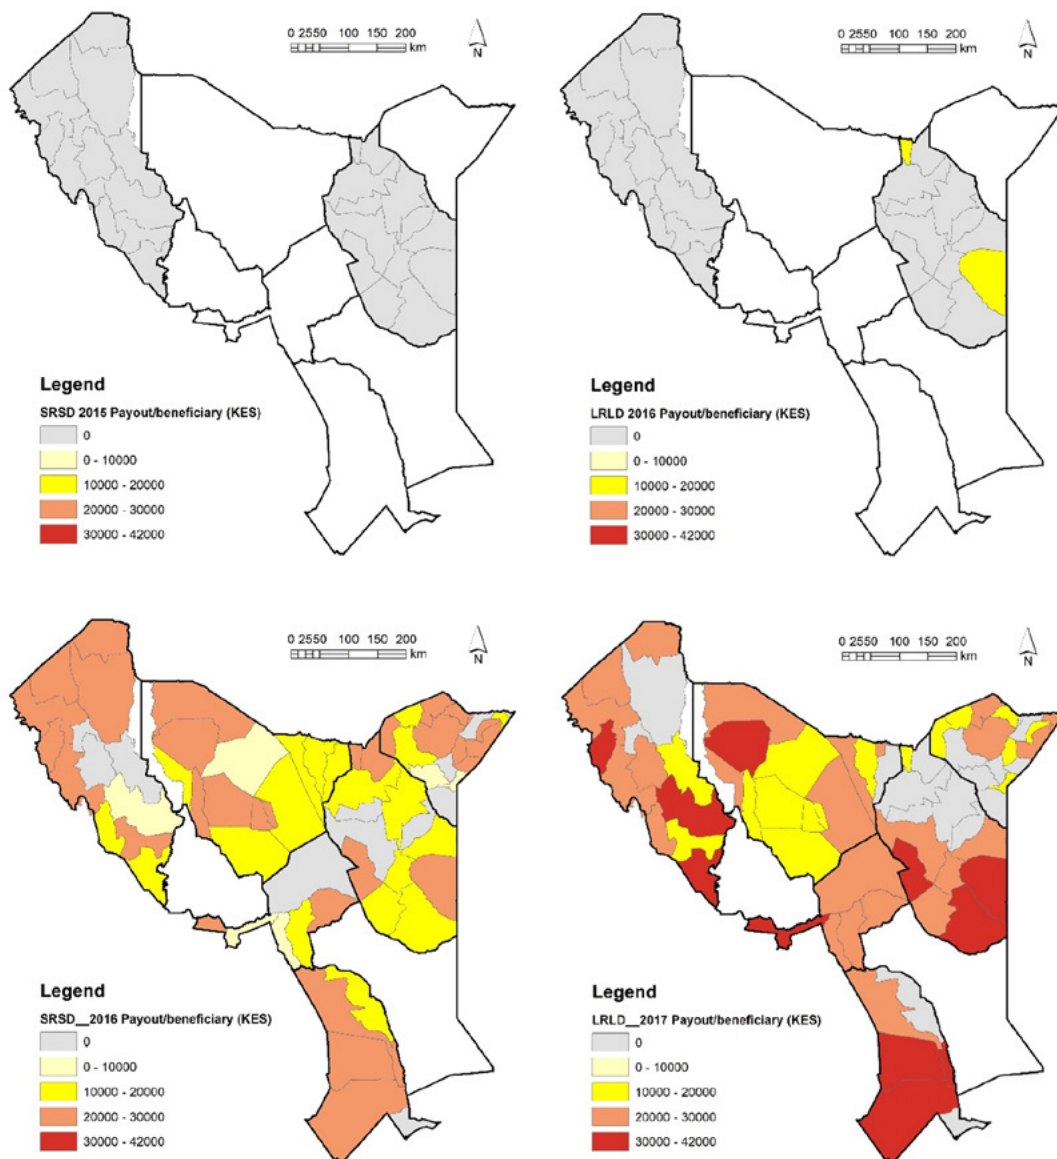 0 2550 100 150 200
km
N
Legend
SRSD 2015 Payout/beneficiary (KES)
0
0 - 10000
10000 - 20000
20000 - 30000
30000 - 42000
0 2550 100 150 200
km
N
Legend
LRLD 2016 Payout/beneficiary (KES)
0
0 - 10000
10000 - 20000
20000 - 30000
30000 - 42000
0 2550 100 150 200
km
N
Legend
SRSD__2016 Payout/beneficiary (KES)
0
0 - 10000
10000 - 20000
20000 - 30000
30000 - 42000
0 2550 100 150 200
km
N
Legend
LRLD__2017 Payout/beneficiary (KES)
0
0 - 10000
10000 - 20000
20000 - 30000
30000 - 42000